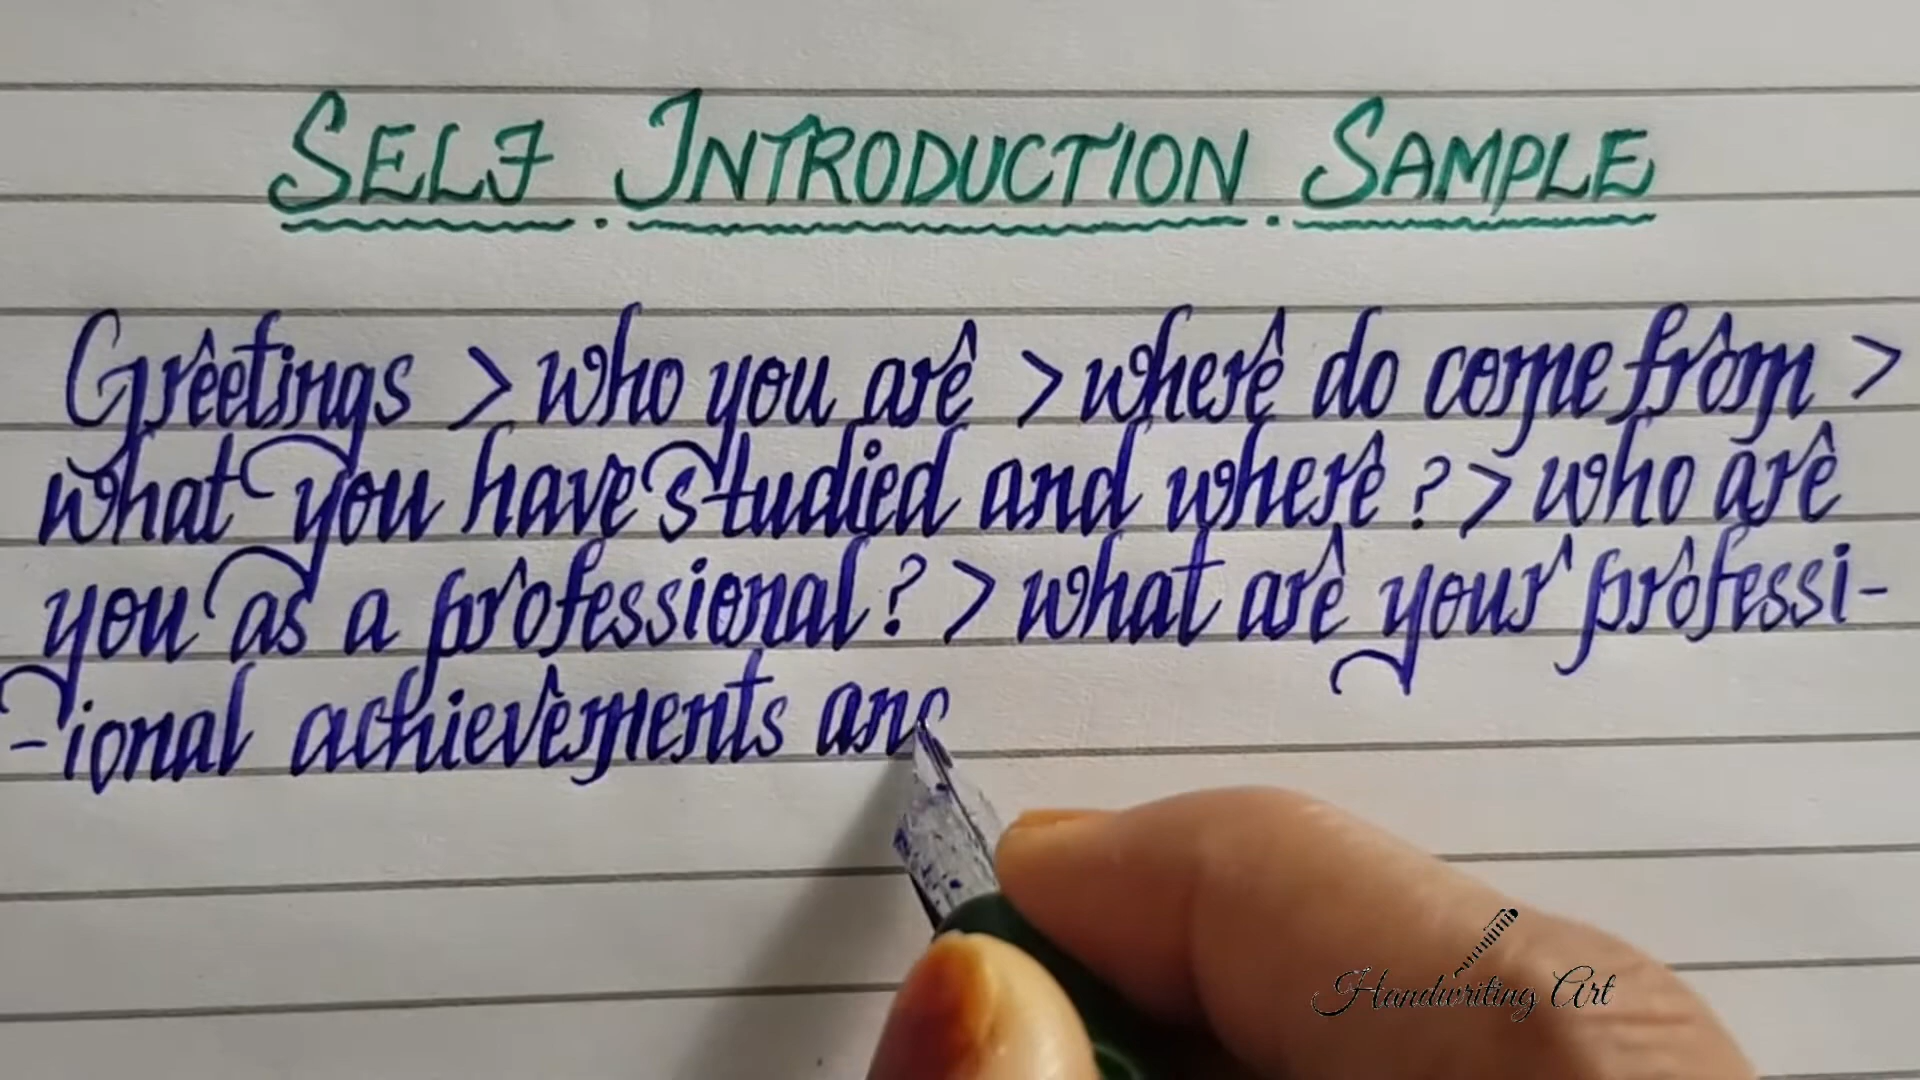 SELF INTRODUCTION SAMPLE
Greetings > who you are > where do come from >
what you have studied and where ? > who are
you as a professional ? > what are your professi-
-ional achievements anc
Handwriting Art